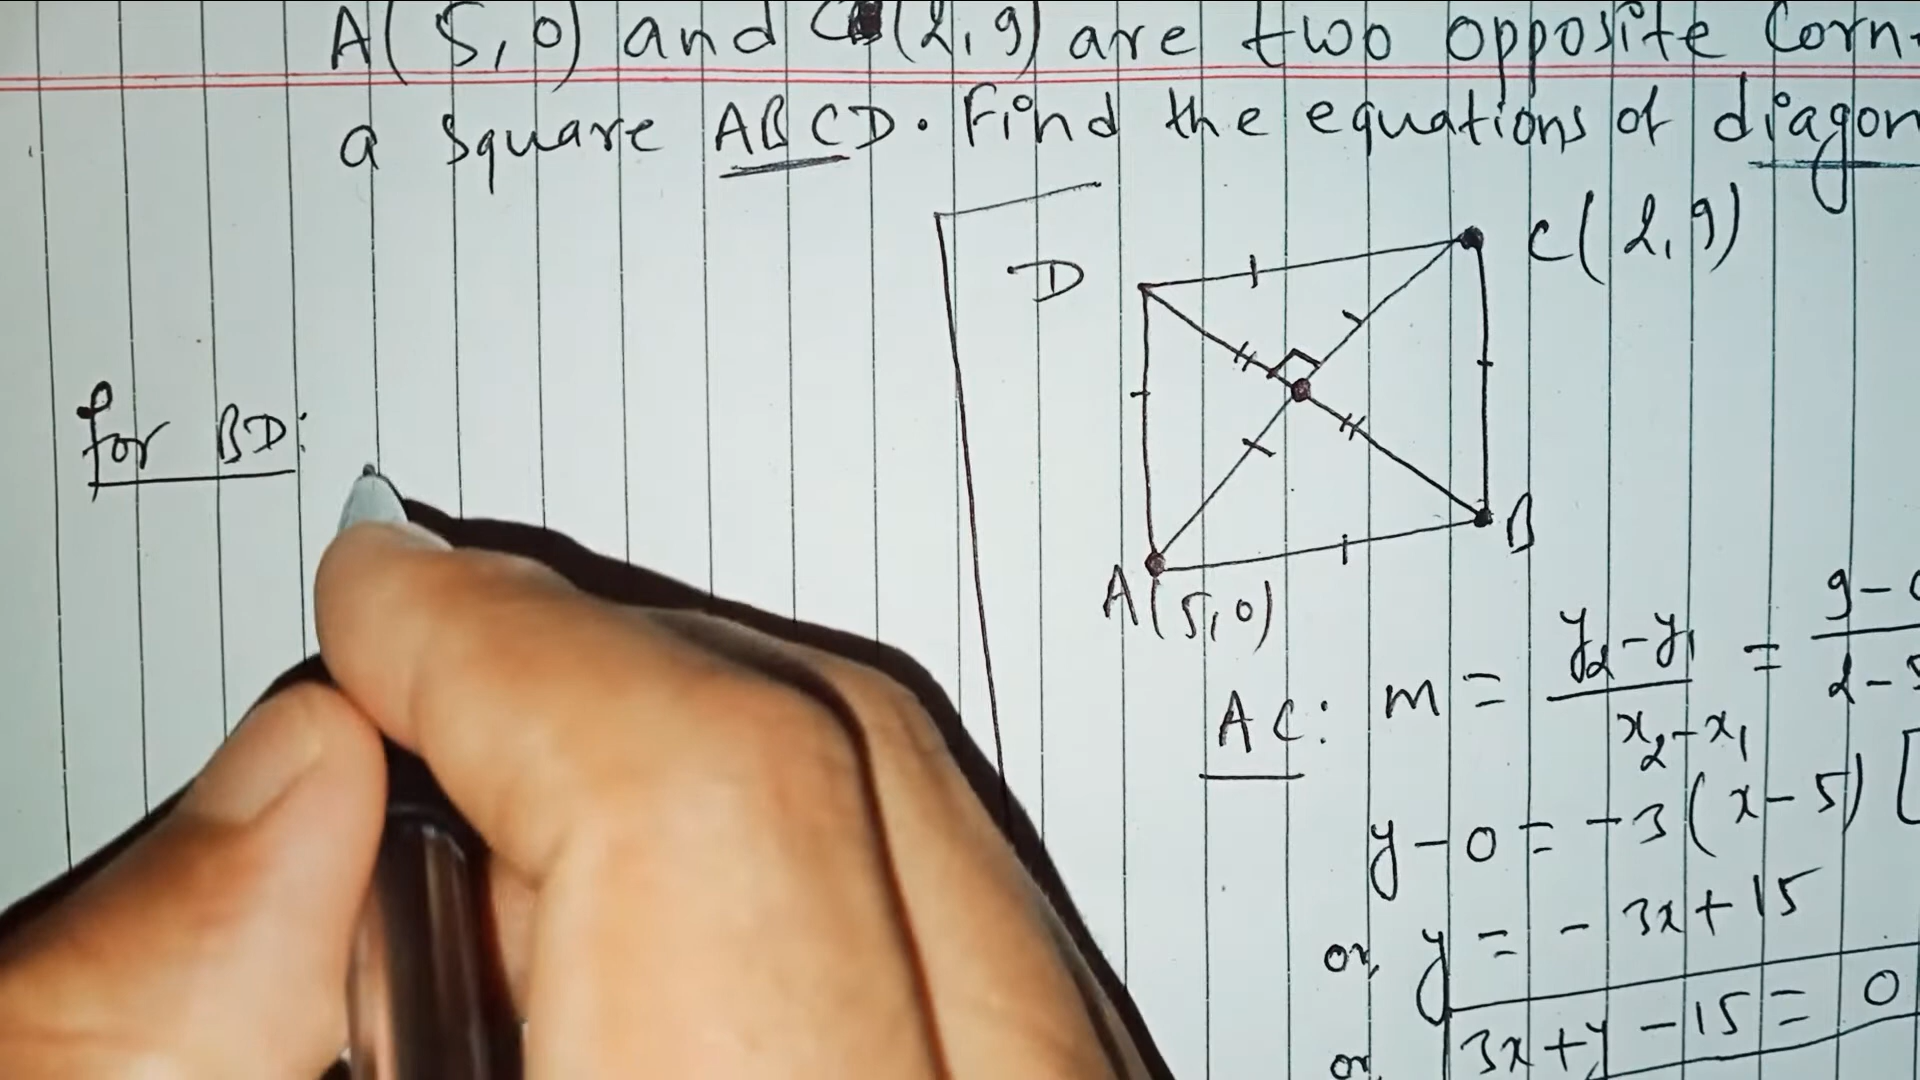 A(5,0) and C(2,9) are two opposite Corn-
a square ABCD. Find the equations of diagon
D
C(2,9)
for BD:
B
A(5,0)
AC: m = y2-y1 / x2-x1 = 9- / 2-5
y-0 = -3(x-5) [
or y = -3x+15
or 3x+y-15=0